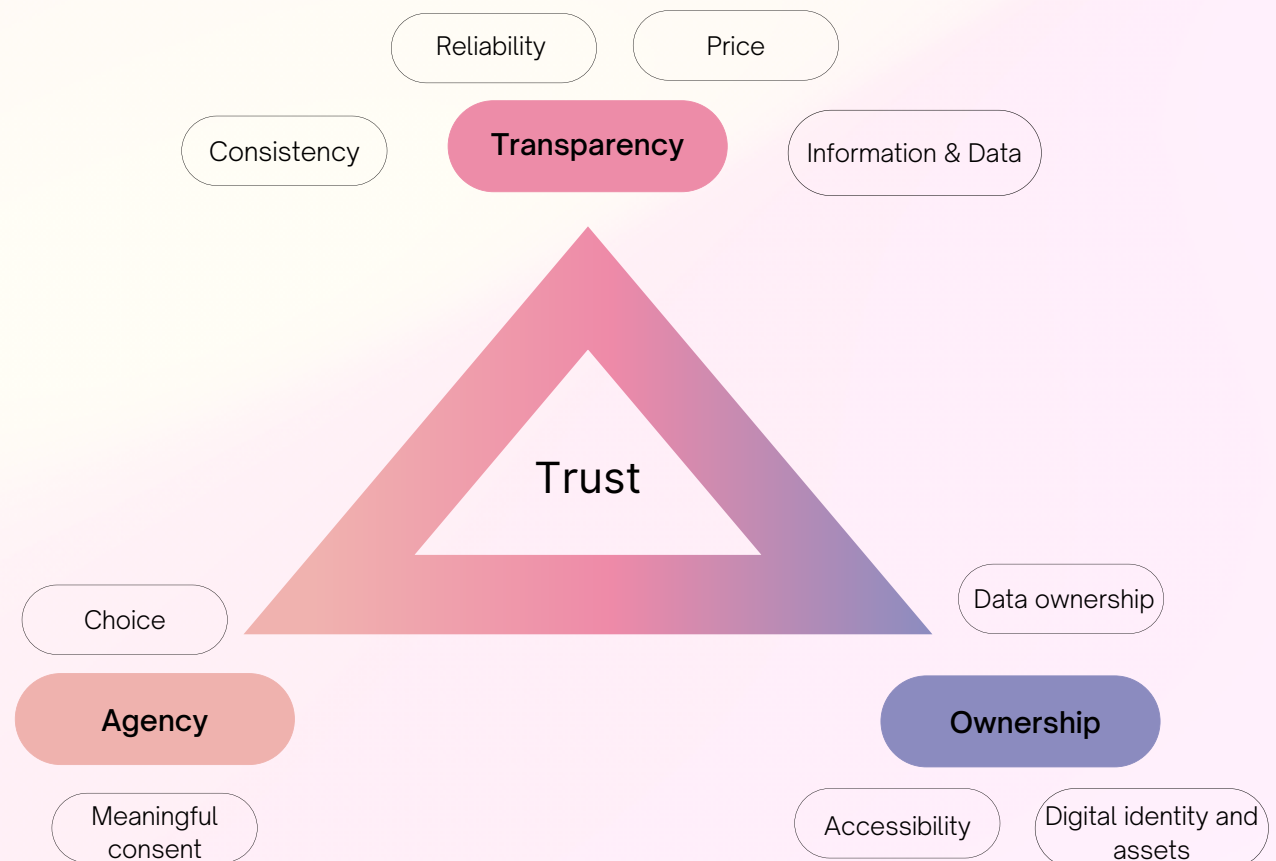 Reliability
Price
Consistency
Transparency
Information & Data
Trust
Choice
Data ownership
Agency
Ownership
Meaningful
consent
Accessibility
Digital identity and
assets